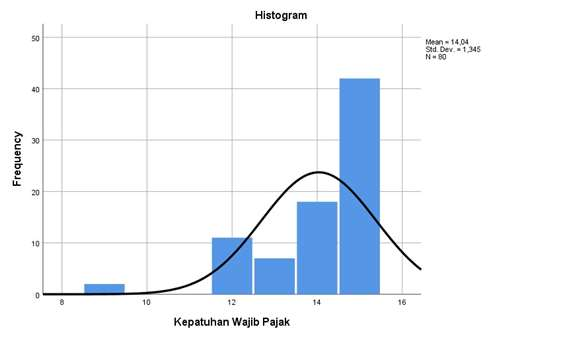 Histogram
Mean = 14,04
Std. Dev. = 1,345
N = 80
50
40
30
20
10
0
Frequency
8
10
12
14
16
Kepatuhan Wajib Pajak